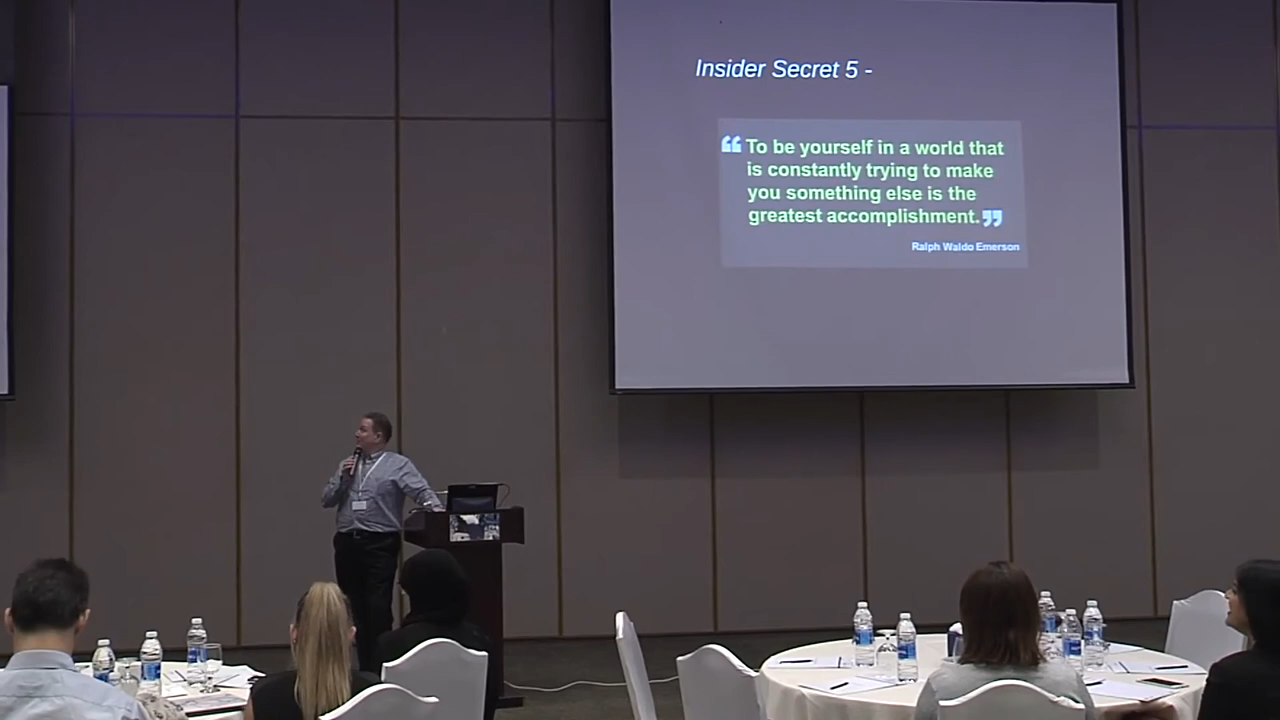 Insider Secret 5 -
“ To be yourself in a world that
is constantly trying to make
you something else is the
greatest accomplishment. ”
Ralph Waldo Emerson